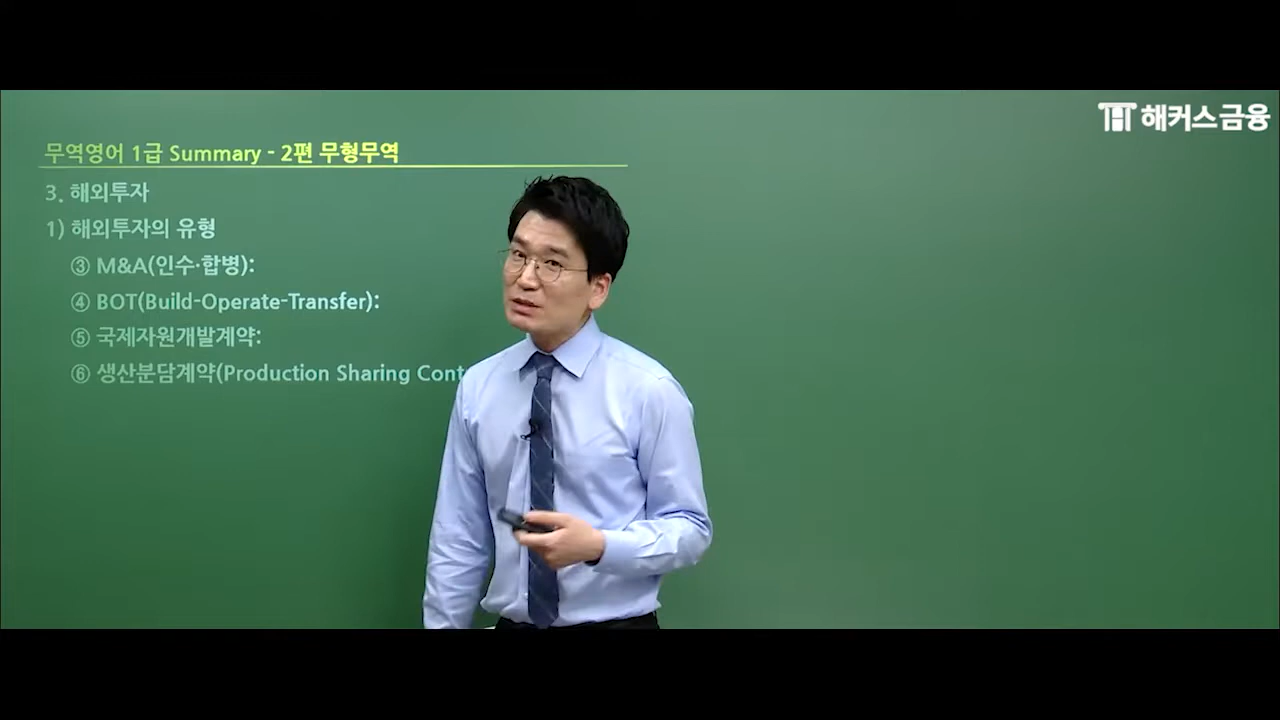 해커스금융
무역영어 1급 Summary - 2편 무형무역
3. 해외투자
1) 해외투자의 유형
③ M&A(인수·합병):
④ BOT(Build-Operate-Transfer):
⑤ 국제자원개발계약:
⑥ 생산분담계약(Production Sharing